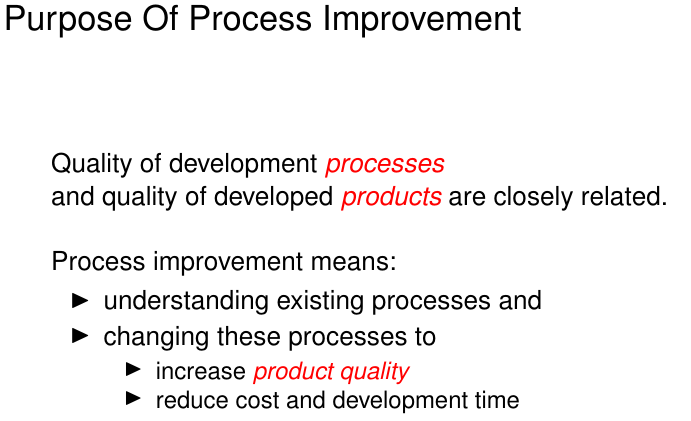 Purpose Of Process Improvement
Quality of development processes
and quality of developed products are closely related.
Process improvement means:
▶ understanding existing processes and
▶ changing these processes to
▶ increase product quality
▶ reduce cost and development time